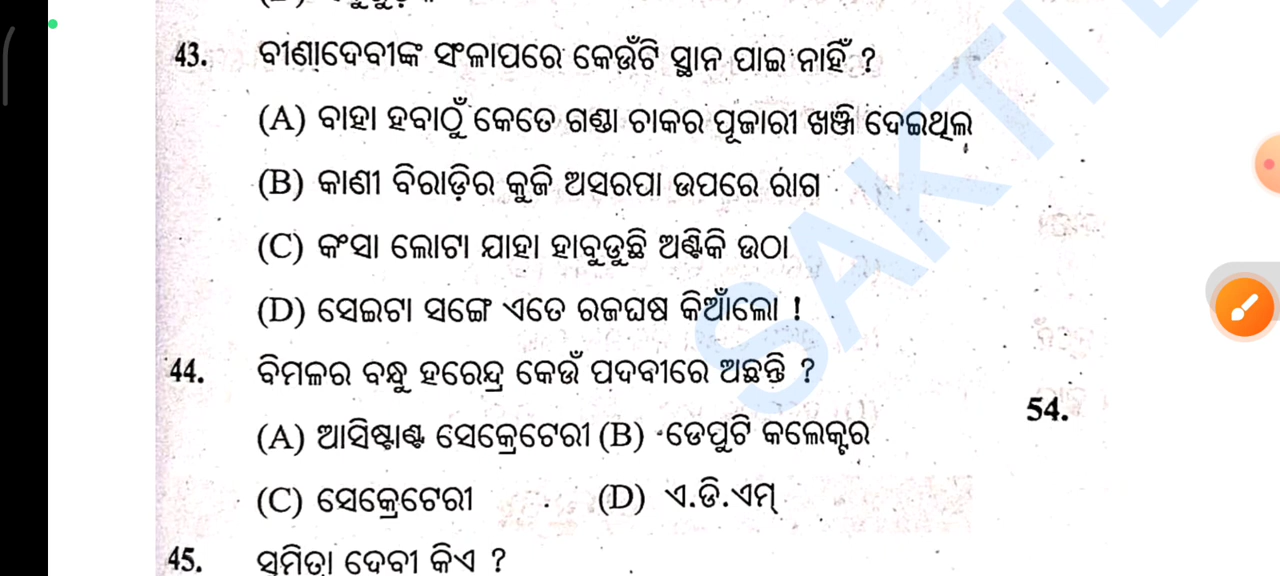 43. ବୀଣାଦେବୀଙ୍କ ସଂଳାପରେ କେଉଁଟି ସ୍ଥାନ ପାଇ ନାହିଁ ?
(A) ବାହା ହବାଠୁଁ କେତେ ଗଣ୍ଡା ଚାକର ପୂଜାରୀ ଖଞ୍ଜି ଦେଇଥିଲ
(B) କାଣୀ ବିରାଡ଼ିର କୁଜି ଅସରପା ଉପରେ ରାଗ
(C) କଂସା ଲୋଟା ଯାହା ହାବୁଡୁଛି ଅଣ୍ଟିକି ଉଠା
(D) ସେଇଟା ସଙ୍ଗେ ଏତେ ରଜଘଷ କିଆଁଲୋ !
44. ବିମଳର ବନ୍ଧୁ ହରେନ୍ଦ୍ର କେଉଁ ପଦବୀରେ ଅଛନ୍ତି ?
54.
(A) ଆସିଷ୍ଟାଣ୍ଟ ସେକ୍ରେଟେରୀ (B) ଡେପୁଟି କଲେକ୍ଟର
(C) ସେକ୍ରେଟେରୀ (D) ଏ.ଡି.ଏମ୍
45. ସୁମିତ୍ରା ଦେବୀ କିଏ ?
SAKTI